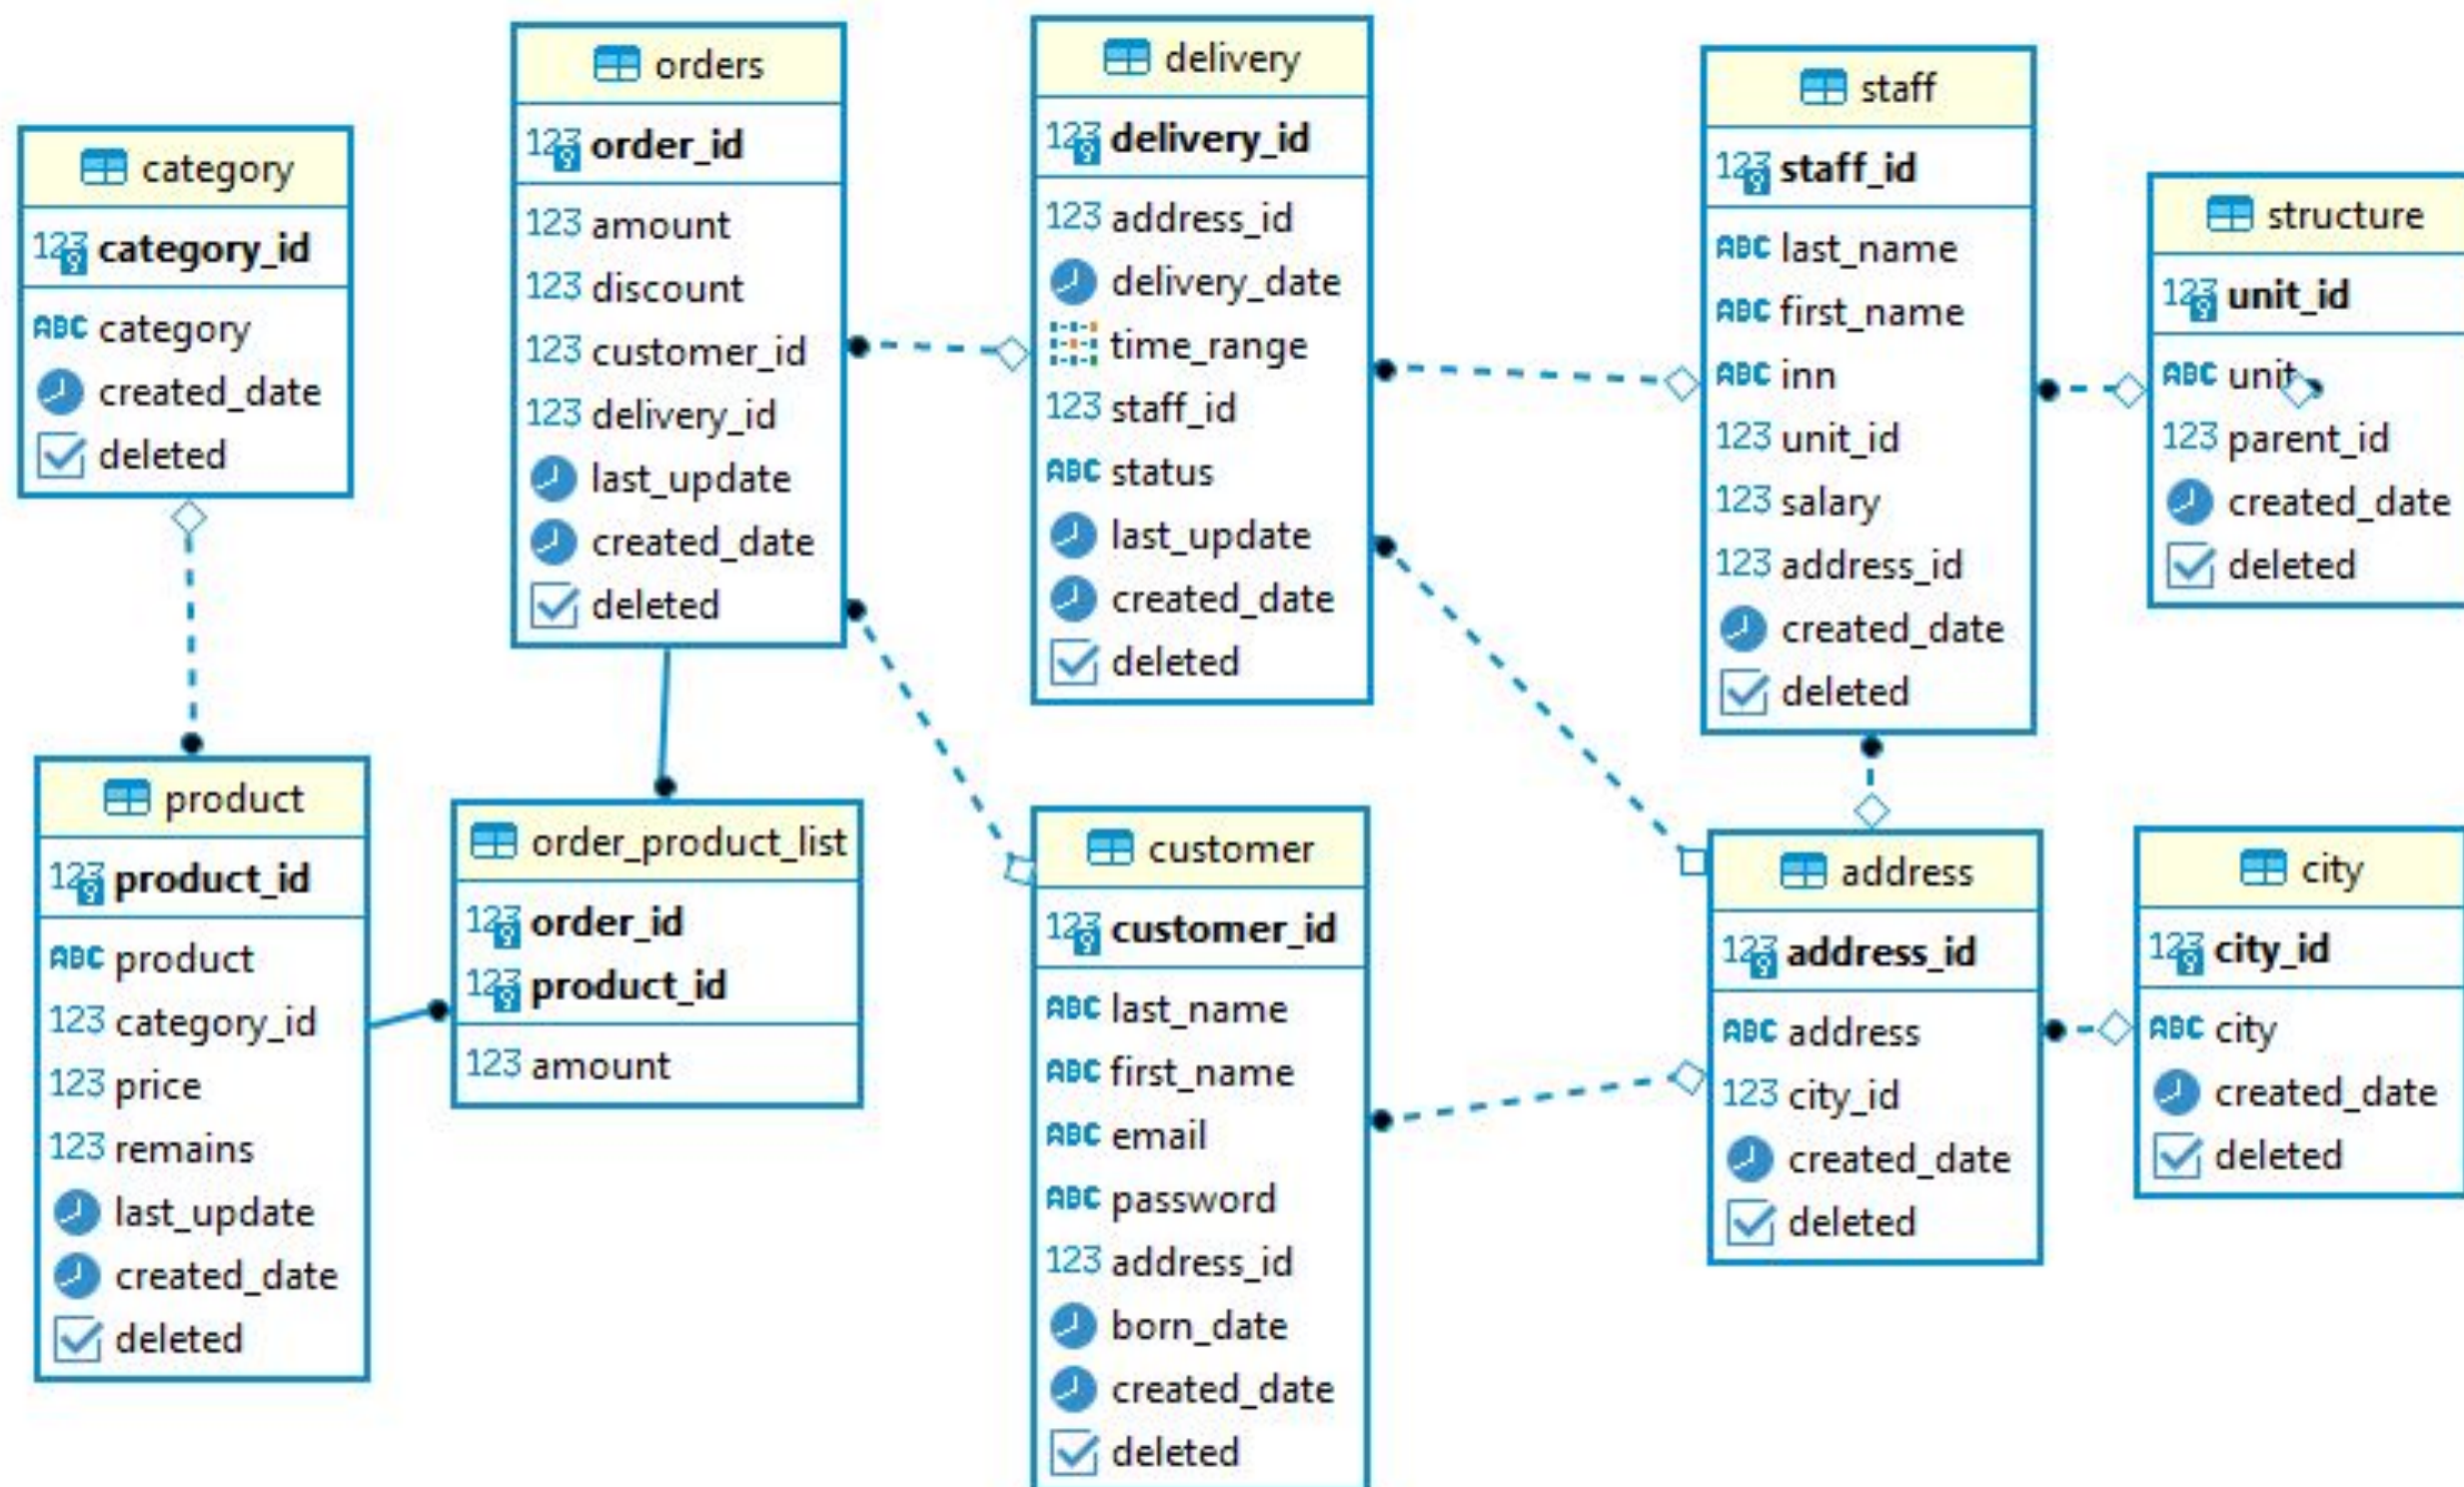 category
category_id
category
created_date
deleted
orders
order_id
amount
discount
customer_id
delivery_id
last_update
created_date
deleted
delivery
delivery_id
address_id
delivery_date
time_range
staff_id
status
last_update
created_date
deleted
staff
staff_id
last_name
first_name
inn
unit_id
salary
address_id
created_date
deleted
structure
unit_id
unit
parent_id
created_date
deleted
product
product_id
product
category_id
price
remains
last_update
created_date
deleted
order_product_list
order_id
product_id
amount
customer
customer_id
last_name
first_name
email
password
address_id
born_date
created_date
deleted
address
address_id
address
city_id
created_date
deleted
city
city_id
city
created_date
deleted